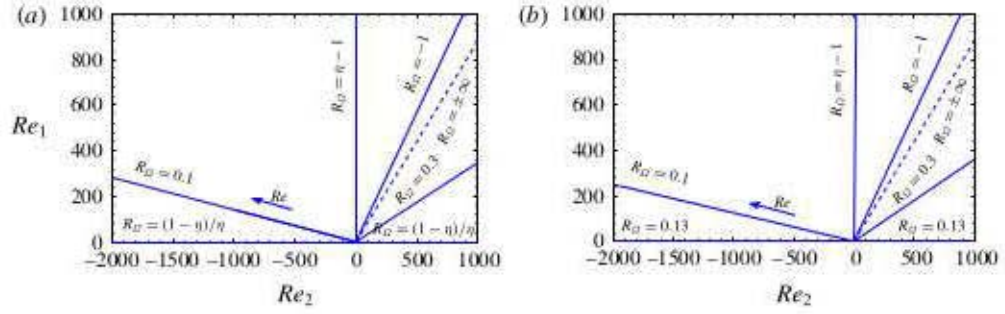 (a)
1000
800
600
400
200
0
Re₁
−2000 −1500 −1000 −500 0 500 1000
Re₂
R_Ω = 0.1
R_Ω = (1 − η)/η
Re
R_Ω = η − 1
R_Ω = −1
R_Ω = ±∞
R_Ω = 0.3
R_Ω = (1 − η)/η
(b)
1000
800
600
400
200
0
−2000 −1500 −1000 −500 0 500 1000
Re₂
R_Ω = 0.1
R_Ω = 0.13
Re
R_Ω = η − 1
R_Ω = −1
R_Ω = ±∞
R_Ω = 0.3
R_Ω = 0.13